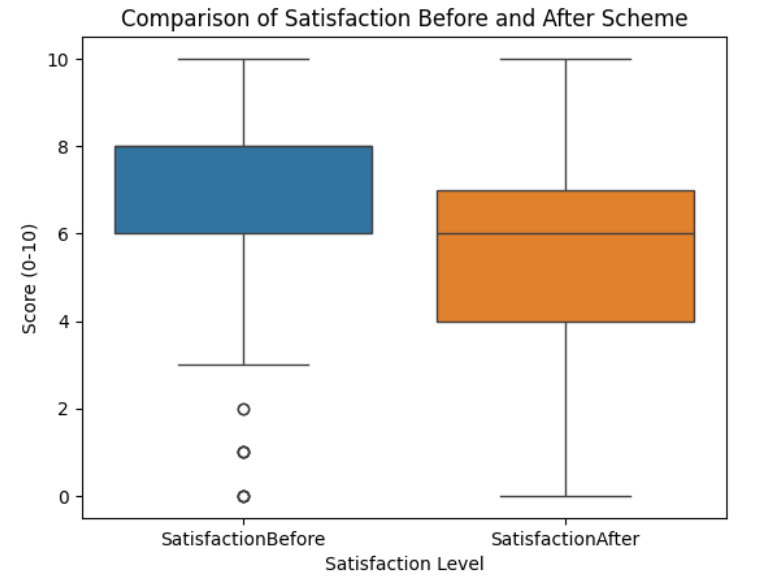 Comparison of Satisfaction Before and After Scheme
10
8
6
4
2
0
Score (0-10)
SatisfactionBefore SatisfactionAfter
Satisfaction Level